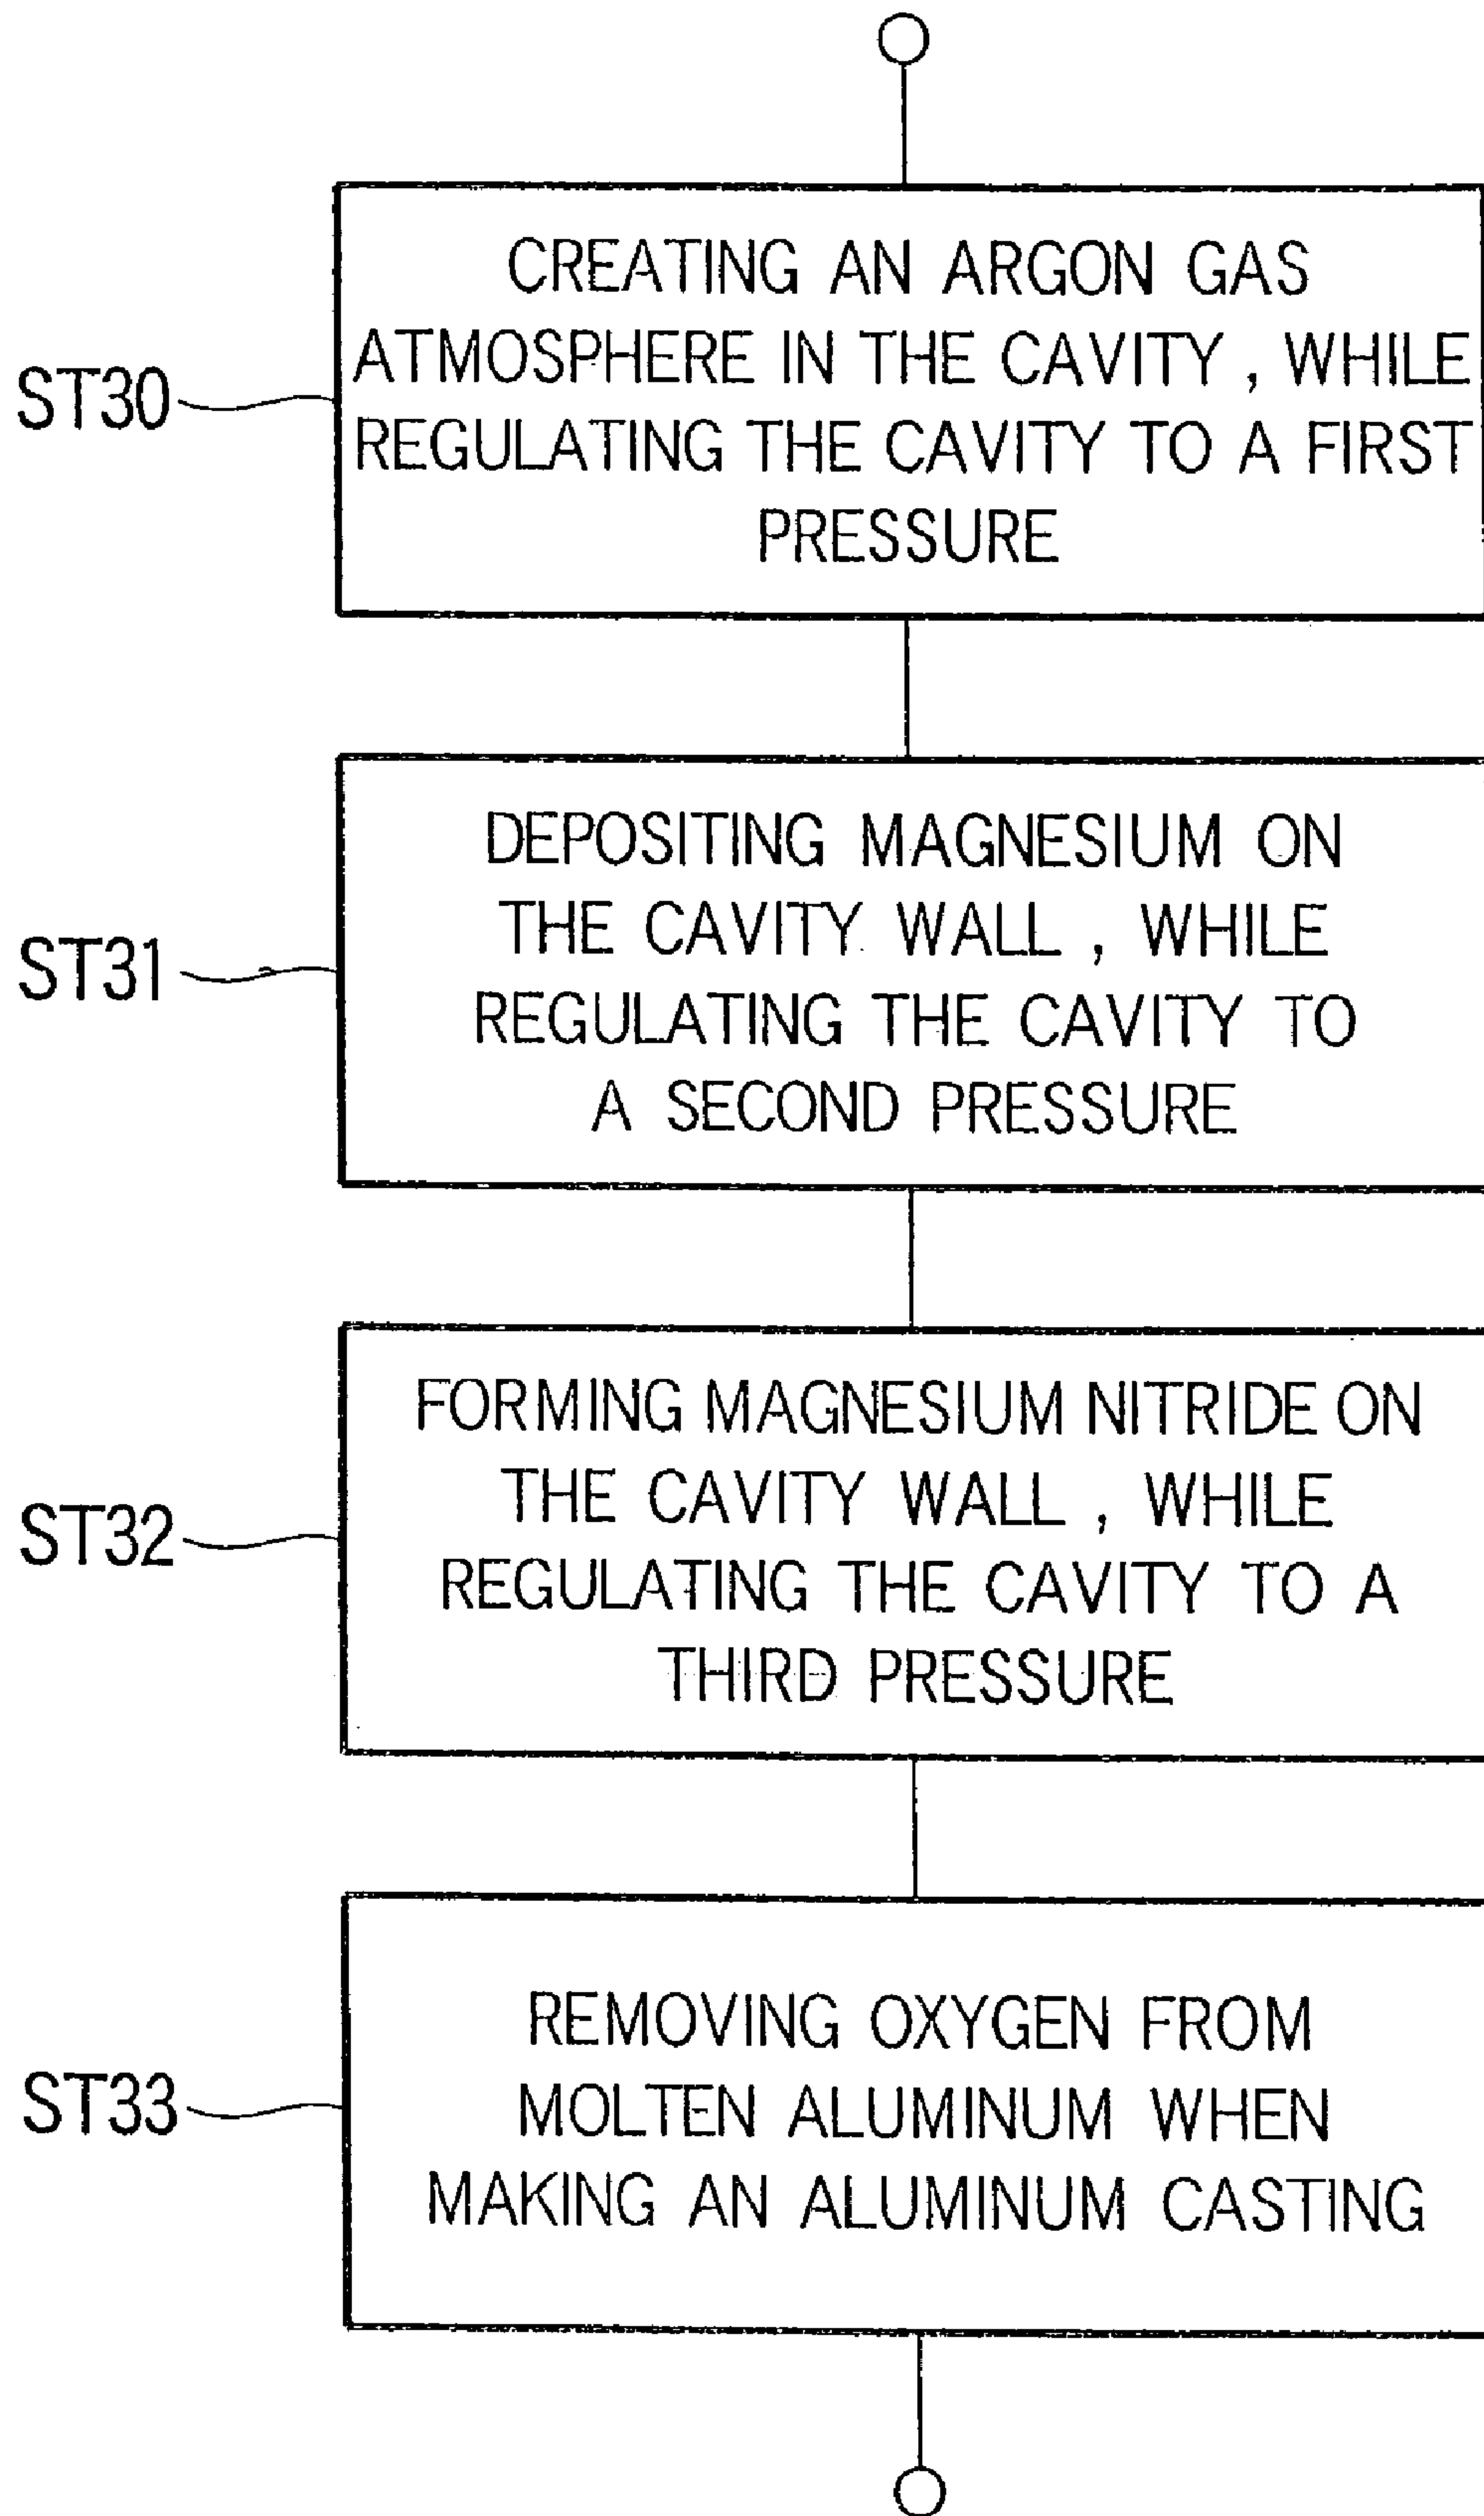 CREATING AN ARGON GAS
ATMOSPHERE IN THE CAVITY , WHILE
ST30
REGULATING THE CAVITY TO A FIRST
PRESSURE
DEPOSITING MAGNESIUM ON
THE CAVITY WALL , WHILE
ST31
REGULATING THE CAVITY TO
A SECOND PRESSURE
FORMING MAGNESIUM NITRIDE ON
THE CAVITY WALL , WHILE
ST32
REGULATING THE CAVITY TO A
THIRD PRESSURE
REMOVING OXYGEN FROM
MOLTEN ALUMINUM WHEN
ST33
MAKING AN ALUMINUM CASTING